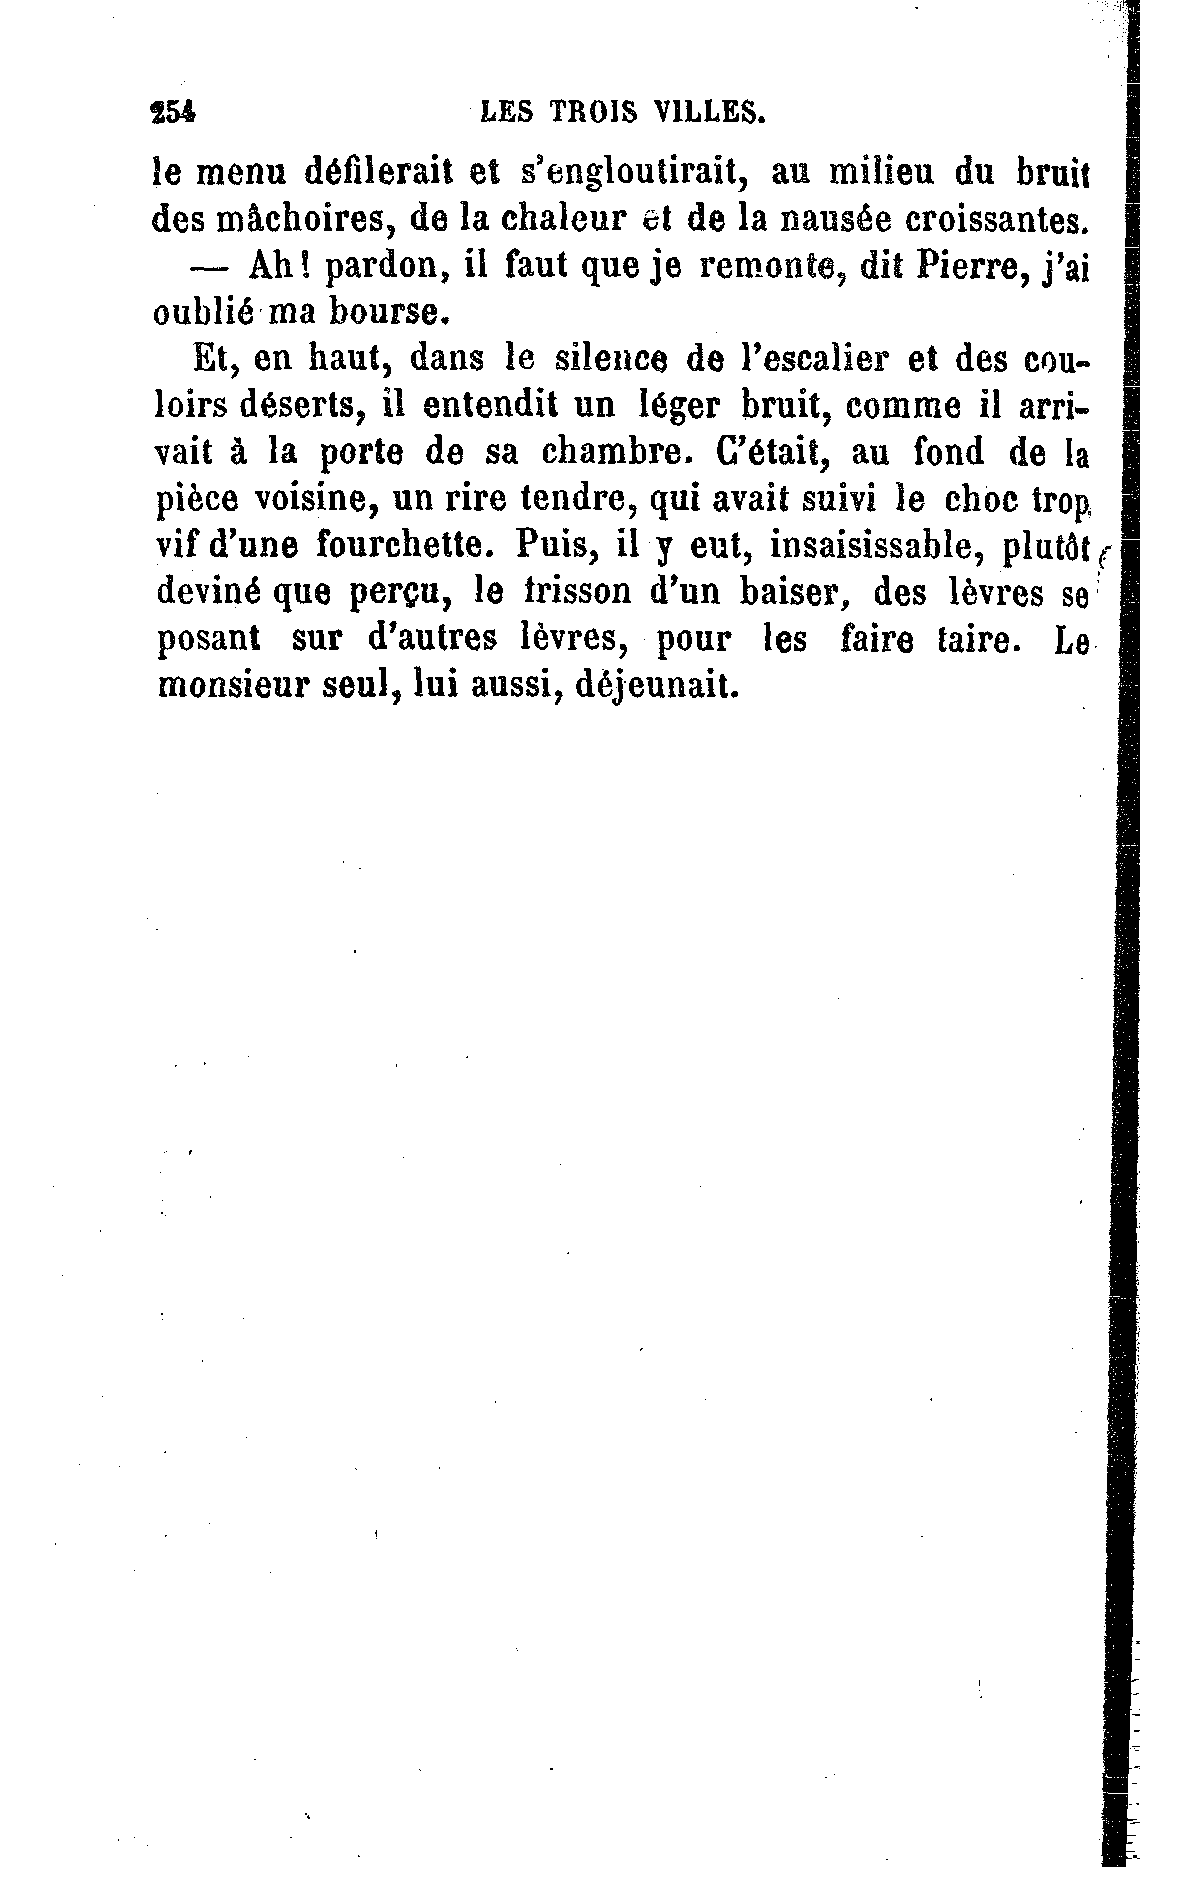 254 LES TROIS VILLES.
le menu défilerait et s'engloutirait, au milieu du bruit
des mâchoires, de la chaleur et de la nausée croissantes.
— Ah! pardon, il faut que je remonte, dit Pierre, j'ai
oublié ma bourse.
Et, en haut, dans le silence de l'escalier et des cou-
loirs déserts, il entendit un léger bruit, comme il arri-
vait à la porte de sa chambre. C'était, au fond de la
pièce voisine, un rire tendre, qui avait suivi le choc trop
vif d'une fourchette. Puis, il y eut, insaisissable, plutôt
deviné que perçu, le frisson d'un baiser, des lèvres se
posant sur d'autres lèvres, pour les faire taire. Le
monsieur seul, lui aussi, déjeunait.